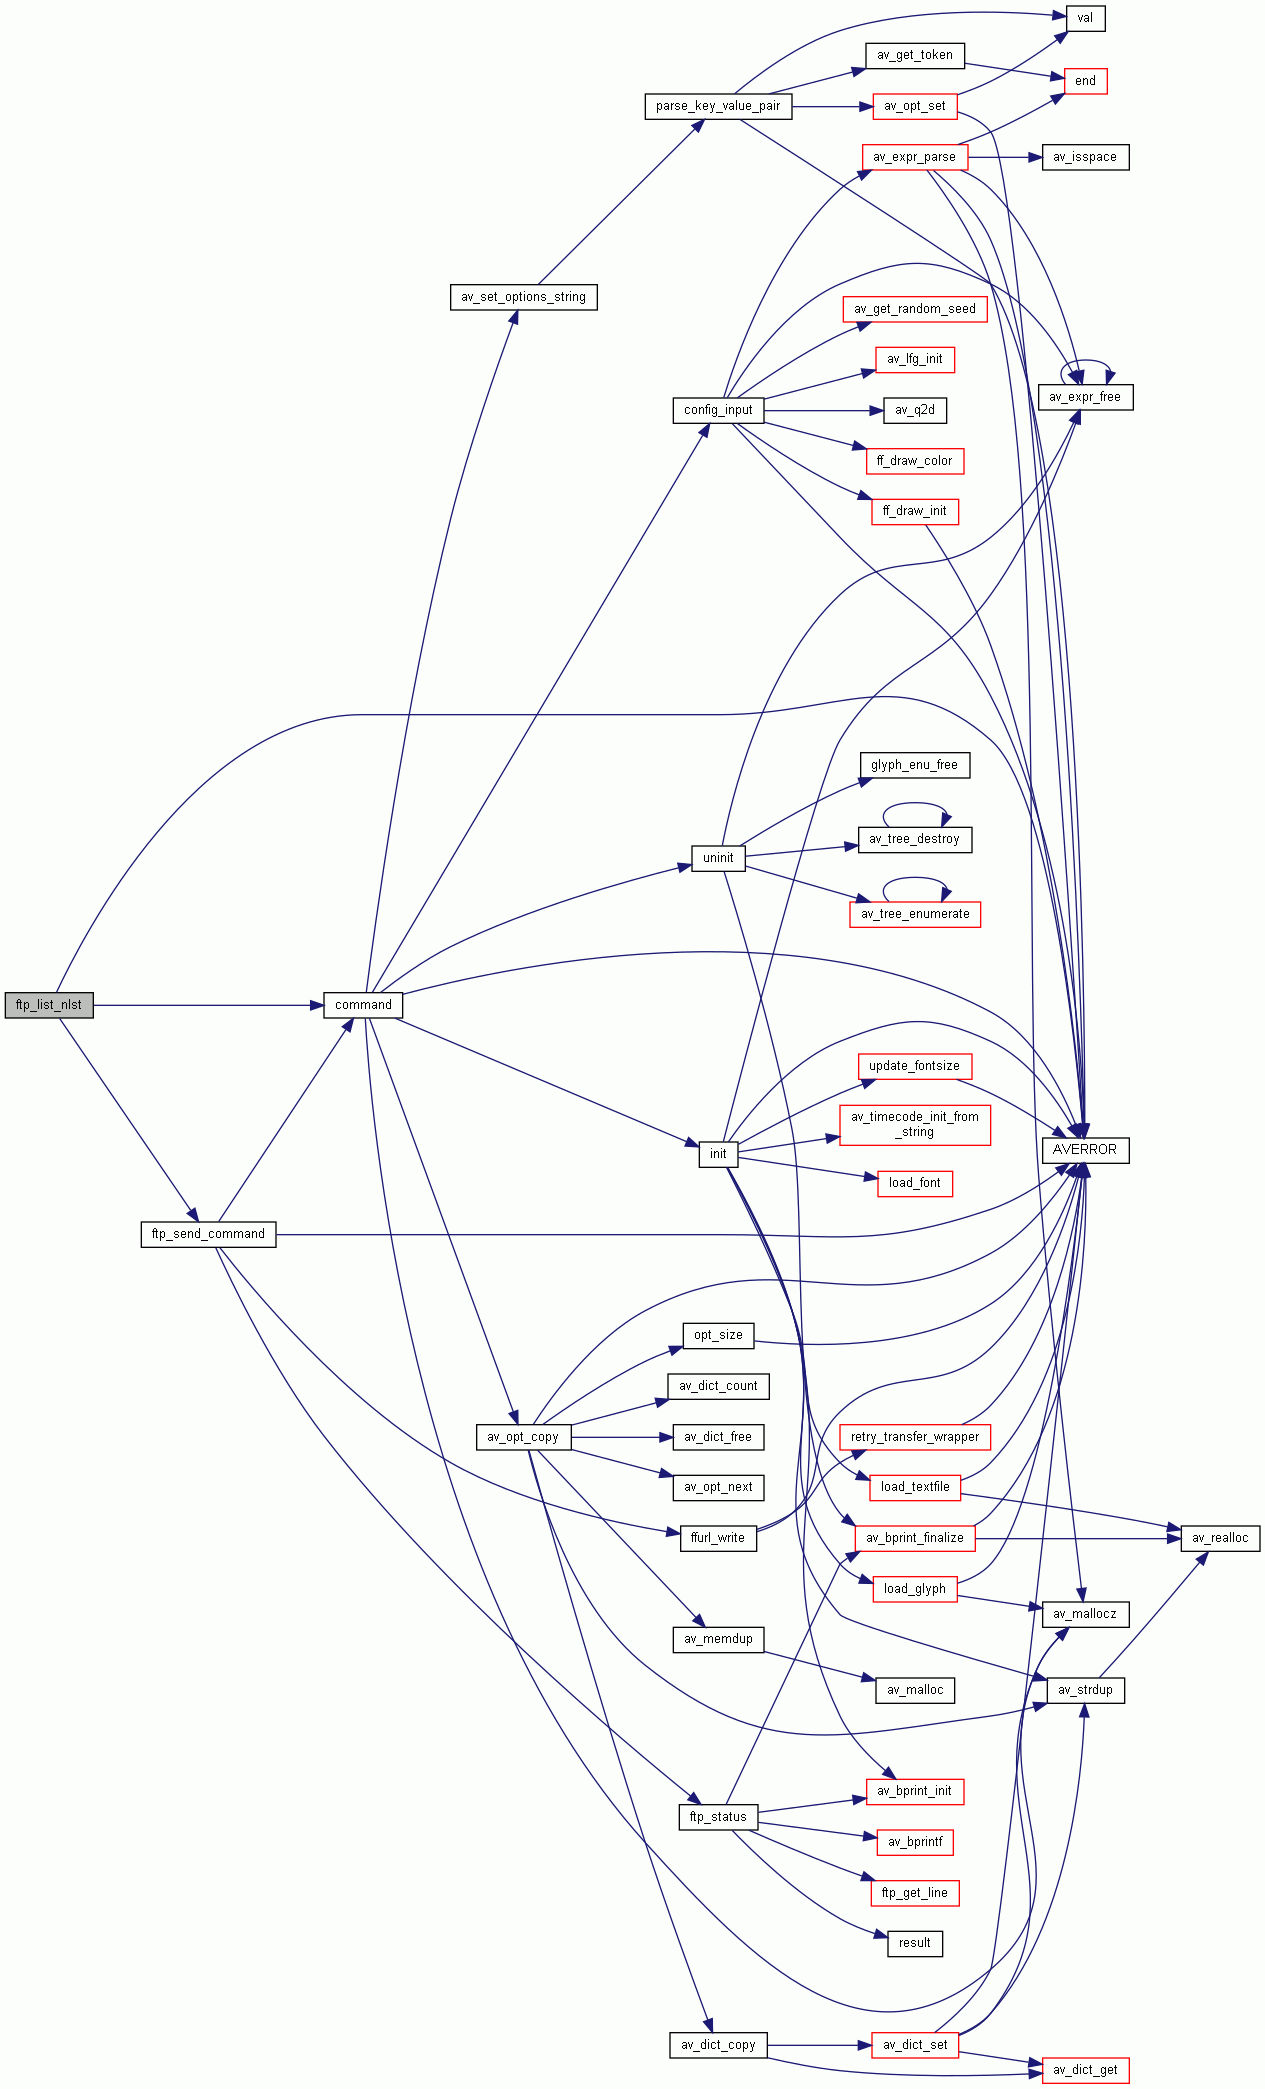 val
av_get_token
end
parse_key_value_pair
av_opt_set
av_expr_parse
av_isspace
av_set_options_string
av_get_random_seed
av_lfg_init
av_expr_free
config_input
av_q2d
ff_draw_color
ff_draw_init
glyph_enu_free
av_tree_destroy
uninit
av_tree_enumerate
ftp_list_nlst
command
update_fontsize
av_timecode_init_from
_string
AVERROR
init
load_font
ftp_send_command
opt_size
av_dict_count
av_opt_copy
av_dict_free
retry_transfer_wrapper
av_opt_next
load_textfile
ffurl_write
av_bprint_finalize
av_realloc
load_glyph
av_mallocz
av_memdup
av_malloc
av_strdup
av_bprint_init
ftp_status
av_bprintf
ftp_get_line
result
av_dict_copy
av_dict_set
av_dict_get